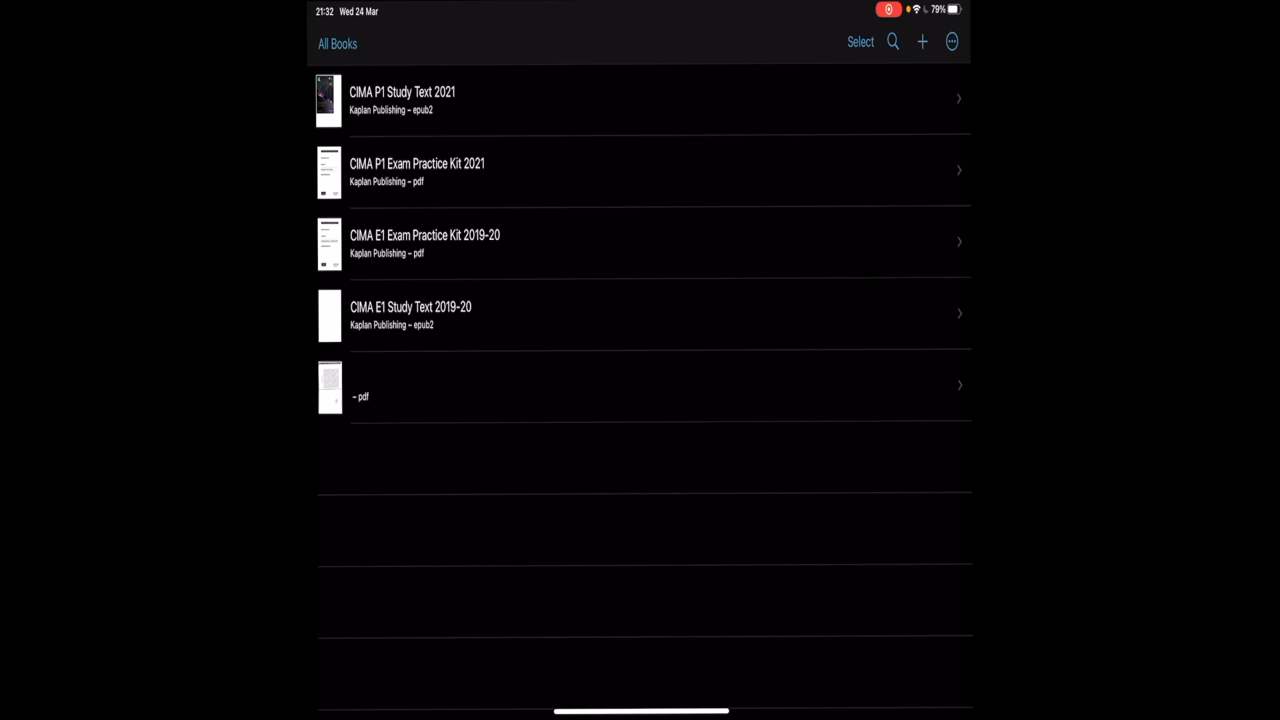 21:32 Wed 24 Mar 79%
All Books Select
CIMA P1 Study Text 2021
Kaplan Publishing – epub2
CIMA P1 Exam Practice Kit 2021
Kaplan Publishing – pdf
CIMA E1 Exam Practice Kit 2019-20
Kaplan Publishing – pdf
CIMA E1 Study Text 2019-20
Kaplan Publishing – epub2
– pdf